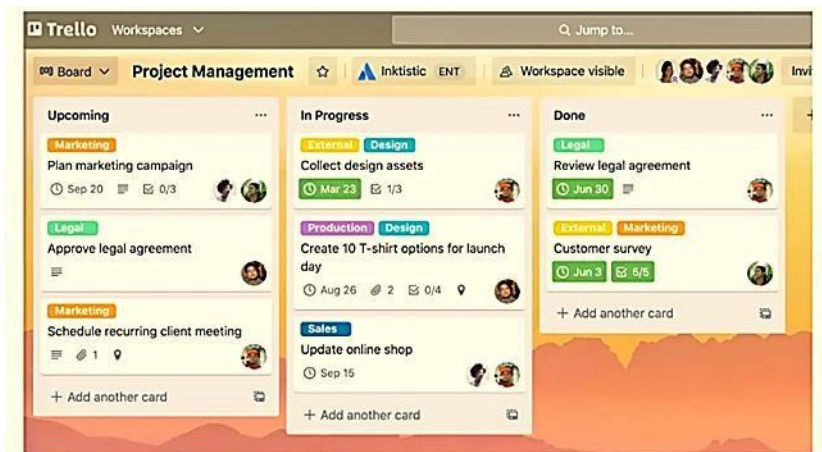 Trello Workspaces Jump to...
Board Project Management Inktistic ENT Workspace visible Invi
Upcoming
Marketing
Plan marketing campaign
Sep 20 0/3
Legal
Approve legal agreement
Marketing
Schedule recurring client meeting
1
+ Add another card
In Progress
External Design
Collect design assets
Mar 23 1/3
Production Design
Create 10 T-shirt options for launch
day
Aug 26 2 0/4
Sales
Update online shop
Sep 15
+ Add another card
Done
Legal
Review legal agreement
Jun 30
External Marketing
Customer survey
Jun 3 5/5
+ Add another card